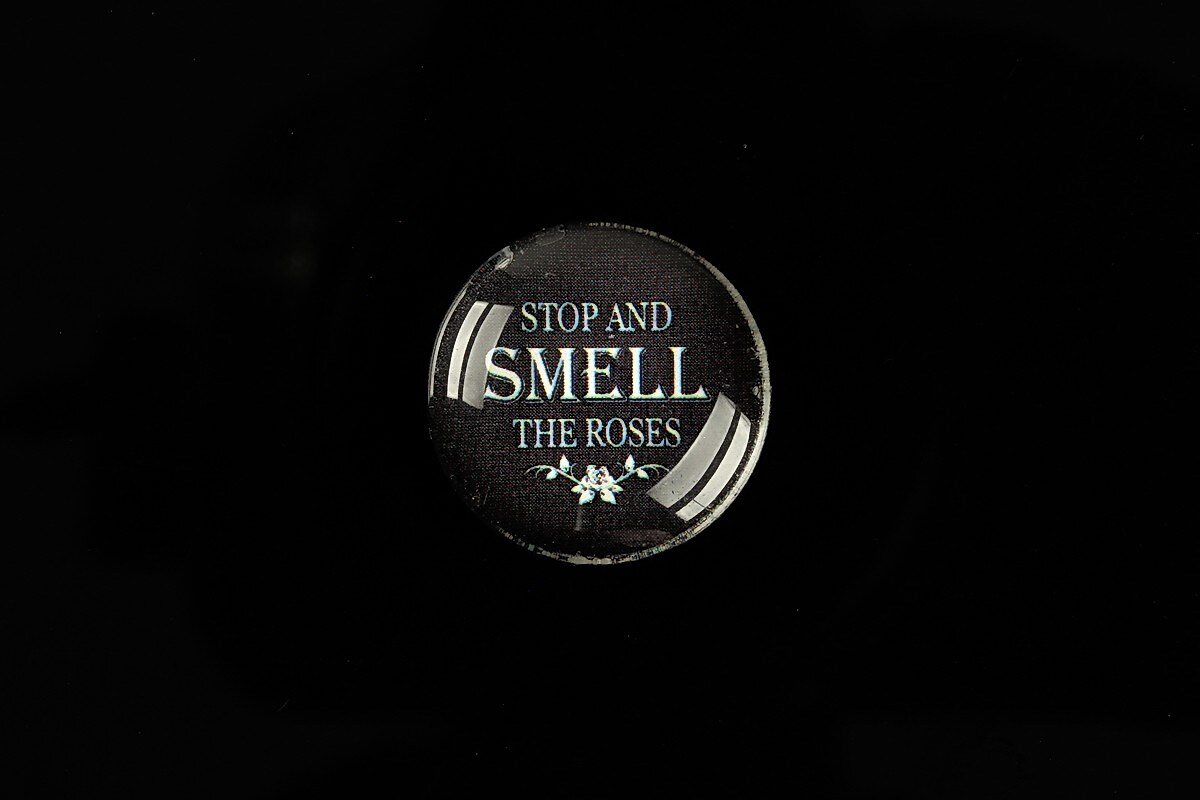 STOP AND
SMELL
THE ROSES